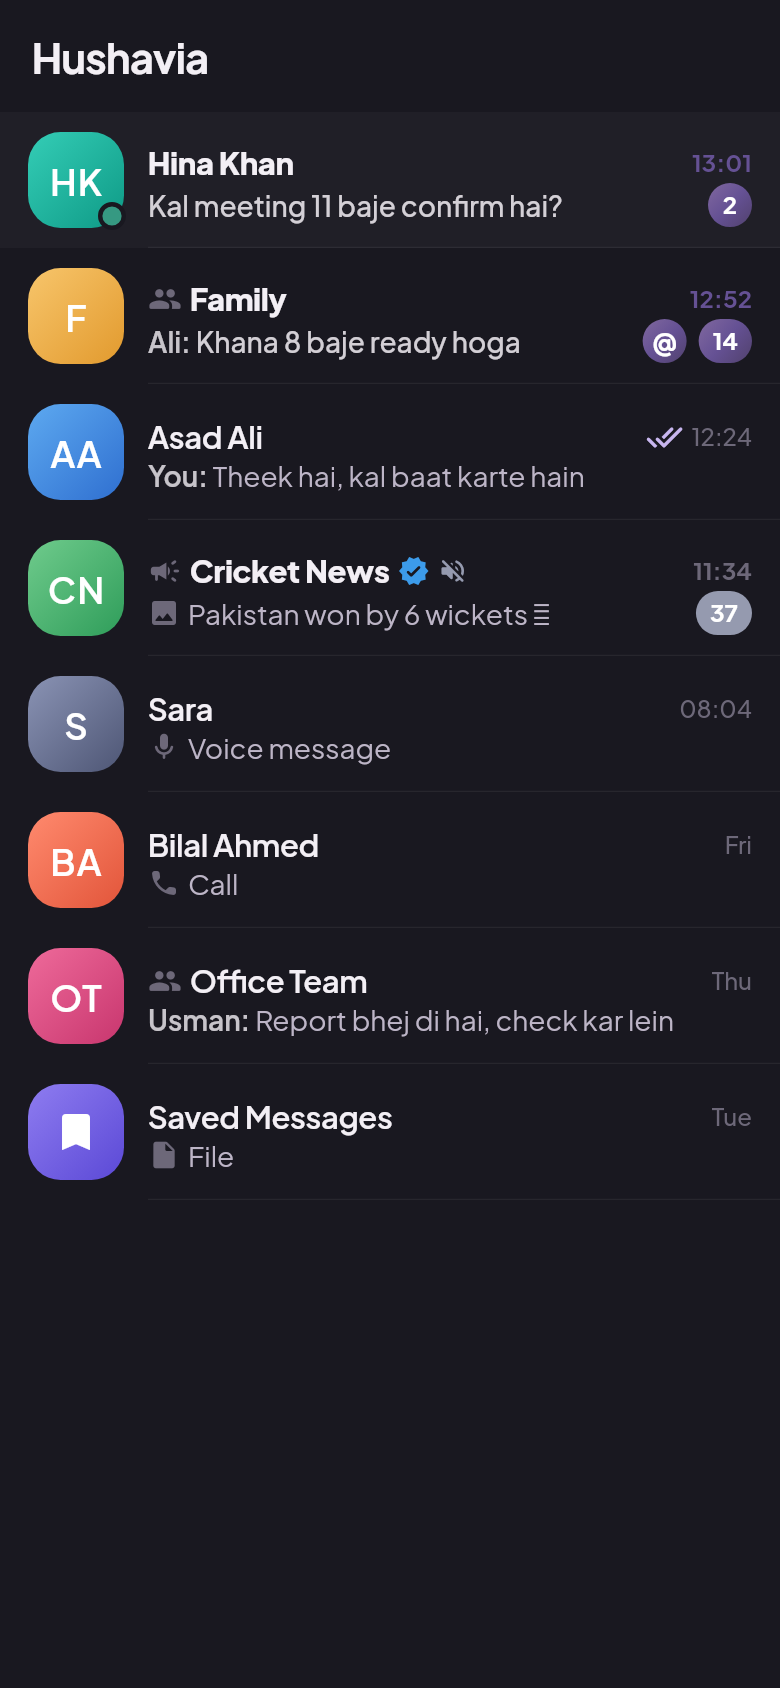 Hushavia
HK
Hina Khan
13:01
Kal meeting 11 baje confirm hai?
2
F
Family
12:52
Ali: Khana 8 baje ready hoga
@
14
AA
Asad Ali
12:24
You: Theek hai, kal baat karte hain
CN
Cricket News
11:34
Pakistan won by 6 wickets
37
S
Sara
08:04
Voice message
BA
Bilal Ahmed
Fri
Call
OT
Office Team
Thu
Usman: Report bhej di hai, check kar lein
Saved Messages
Tue
File